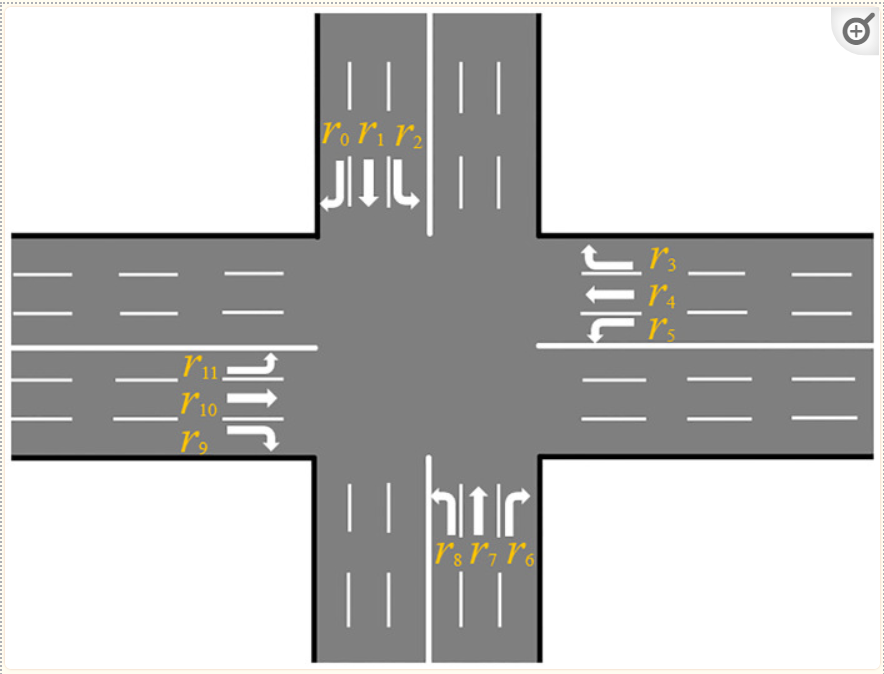 r₀ r₁ r₂
r₃
r₄
r₅
r₁₁
r₁₀
r₉
r₈ r₇ r₆